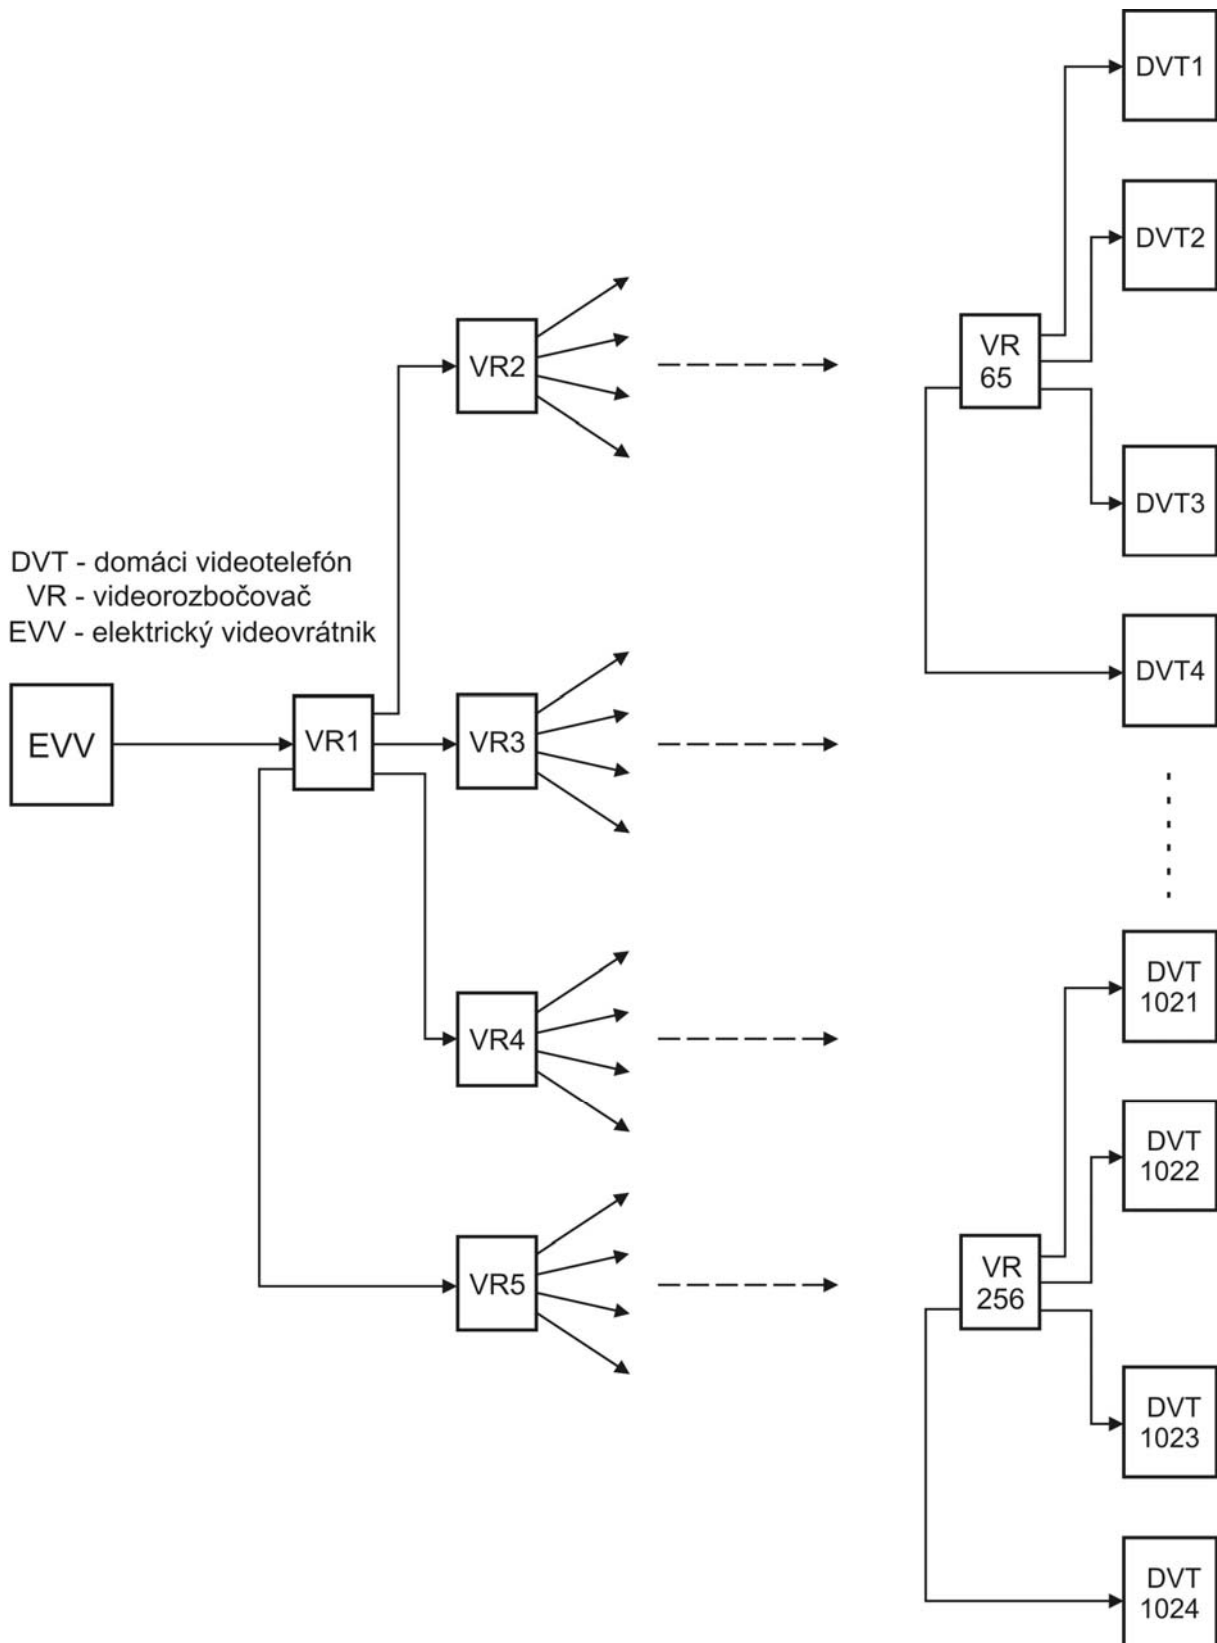 DVT1
DVT2
VR2
VR
65
DVT3
DVT - domáci videotelefón
VR - videorozbočovač
EVV - elektrický videovrátnik
DVT4
EVV
VR1
VR3
DVT
1021
VR4
DVT
1022
VR5
VR
256
DVT
1023
DVT
1024